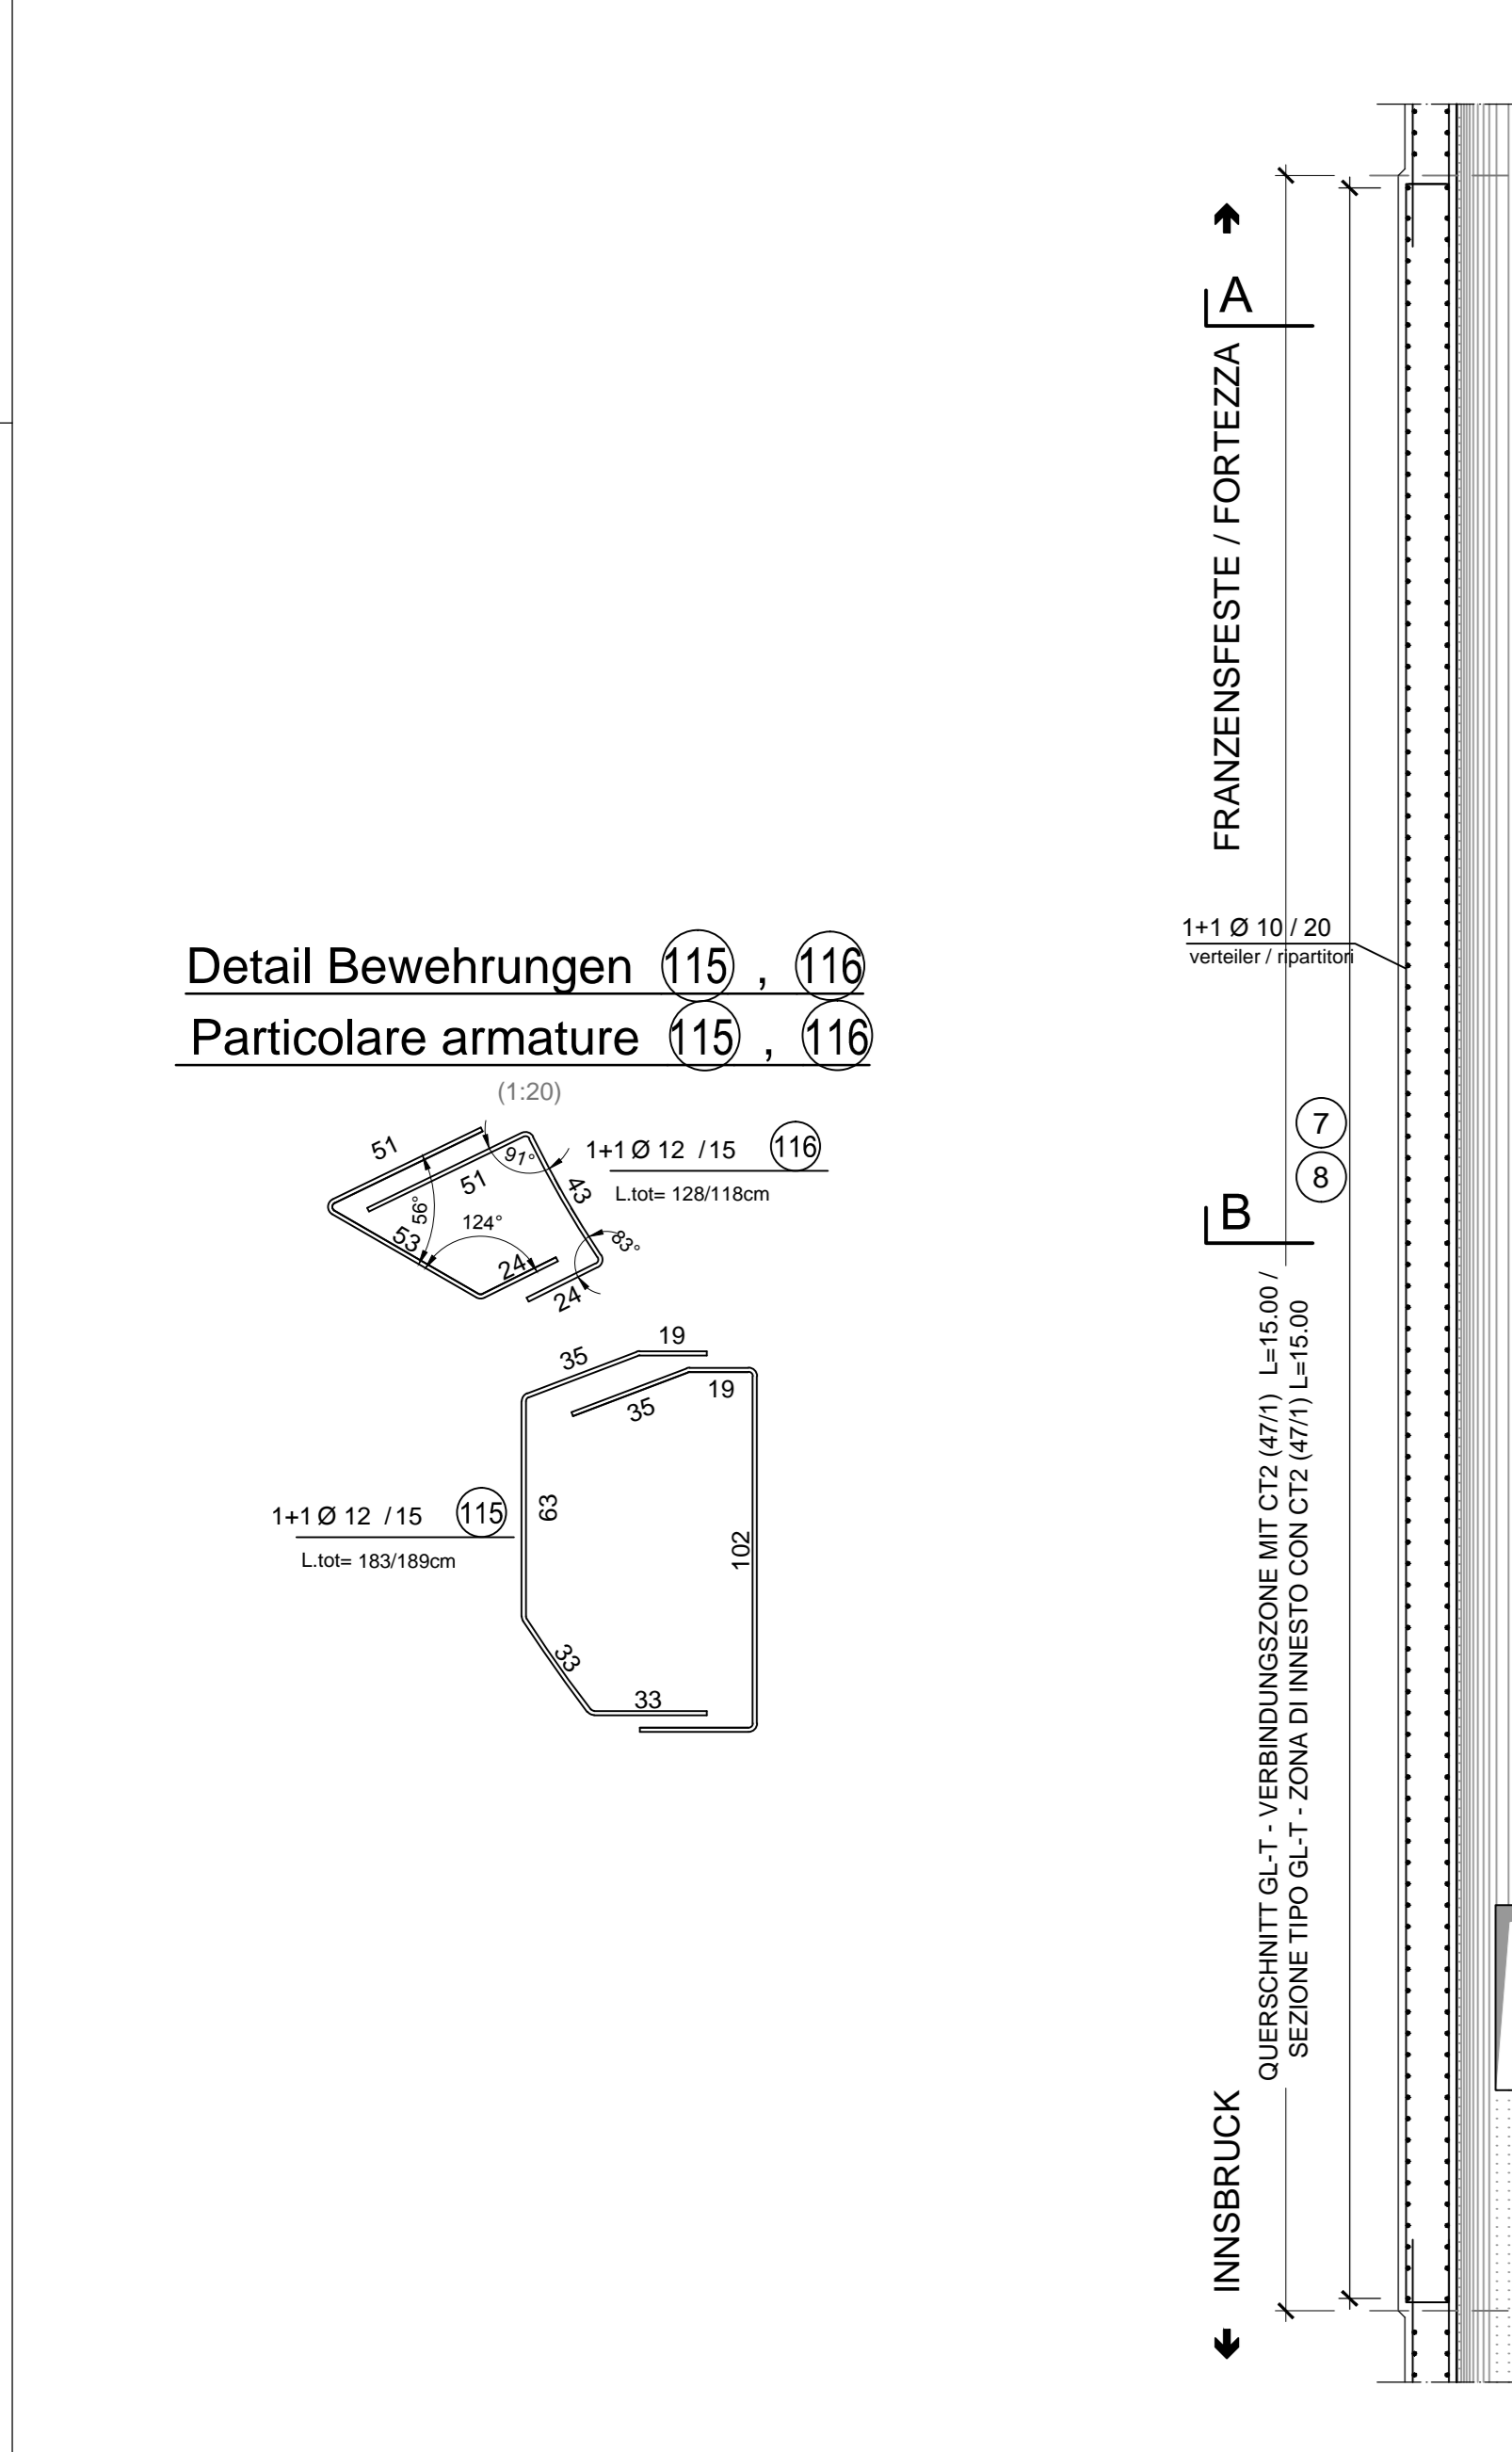 Detail Bewehrungen 115 , 116
Particolare armature 115 , 116
(1:20)
51
51
91°
43
56°
53
124°
24
24
83°
1+1 Ø 12 / 15 116
L.tot= 128/118cm
19
35
35
19
63
102
33
33
1+1 Ø 12 / 15 115
L.tot= 183/189cm
A
FRANZENSFESTE / FORTEZZA
1+1 Ø 10 / 20
verteiler / ripartitori
7
8
B
QUERSCHNITT GL-T - VERBINDUNGSZONE MIT CT2 (47/1) L=15.00 /
SEZIONE TIPO GL-T - ZONA DI INNESTO CON CT2 (47/1) L=15.00
INNSBRUCK